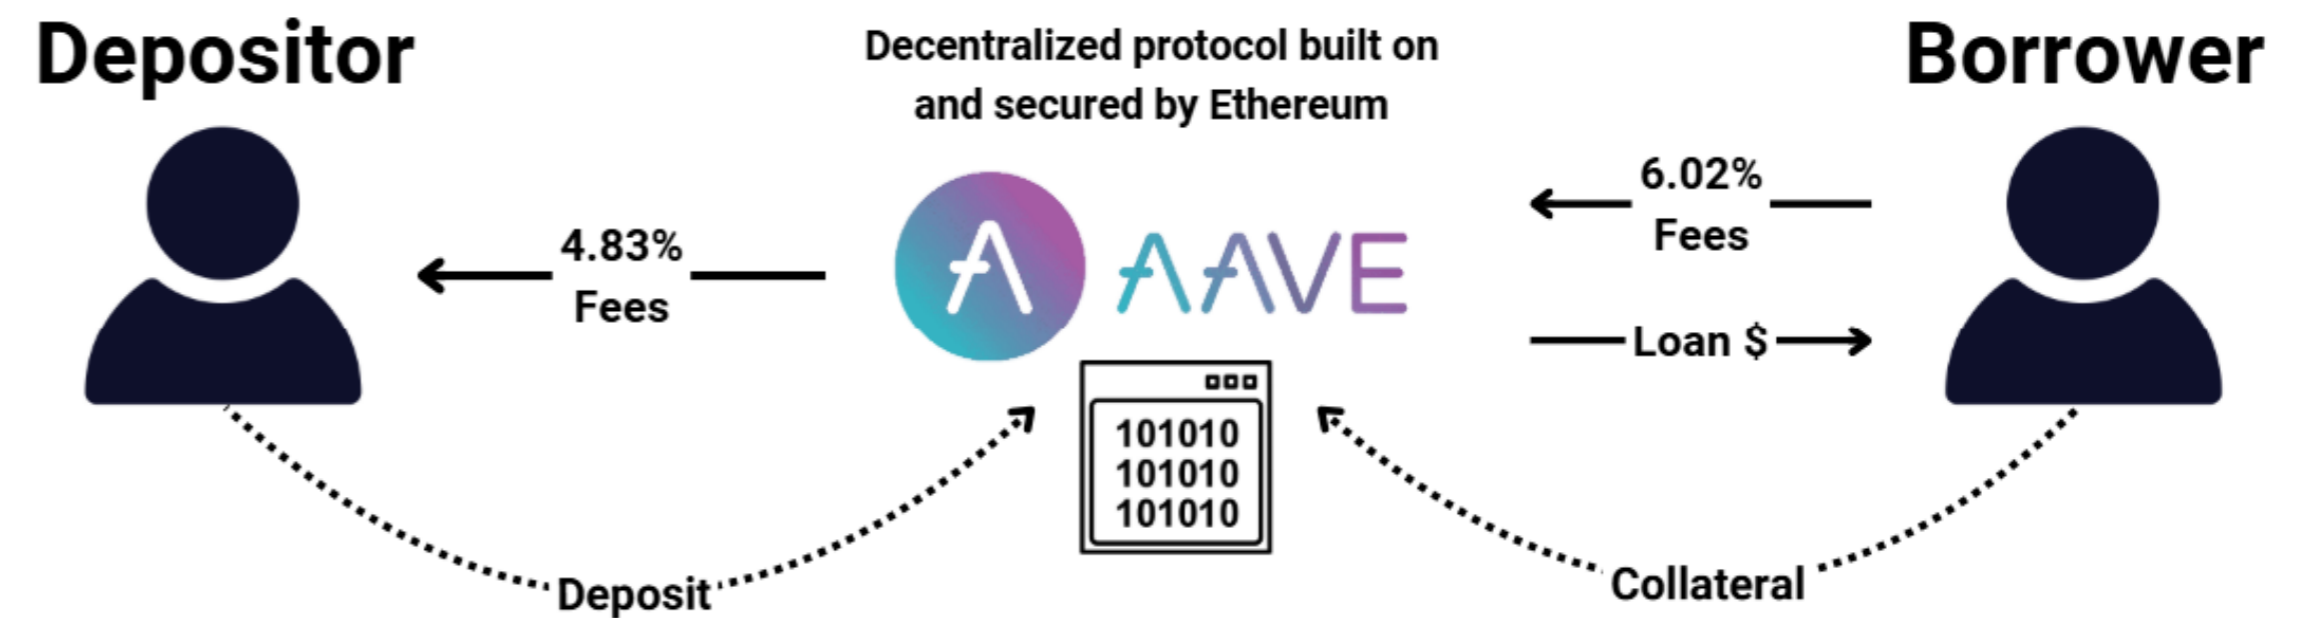 Depositor
Decentralized protocol built on
and secured by Ethereum
Borrower
4.83%
Fees
AAVE
6.02%
Fees
Loan $
101010
101010
101010
Deposit
Collateral